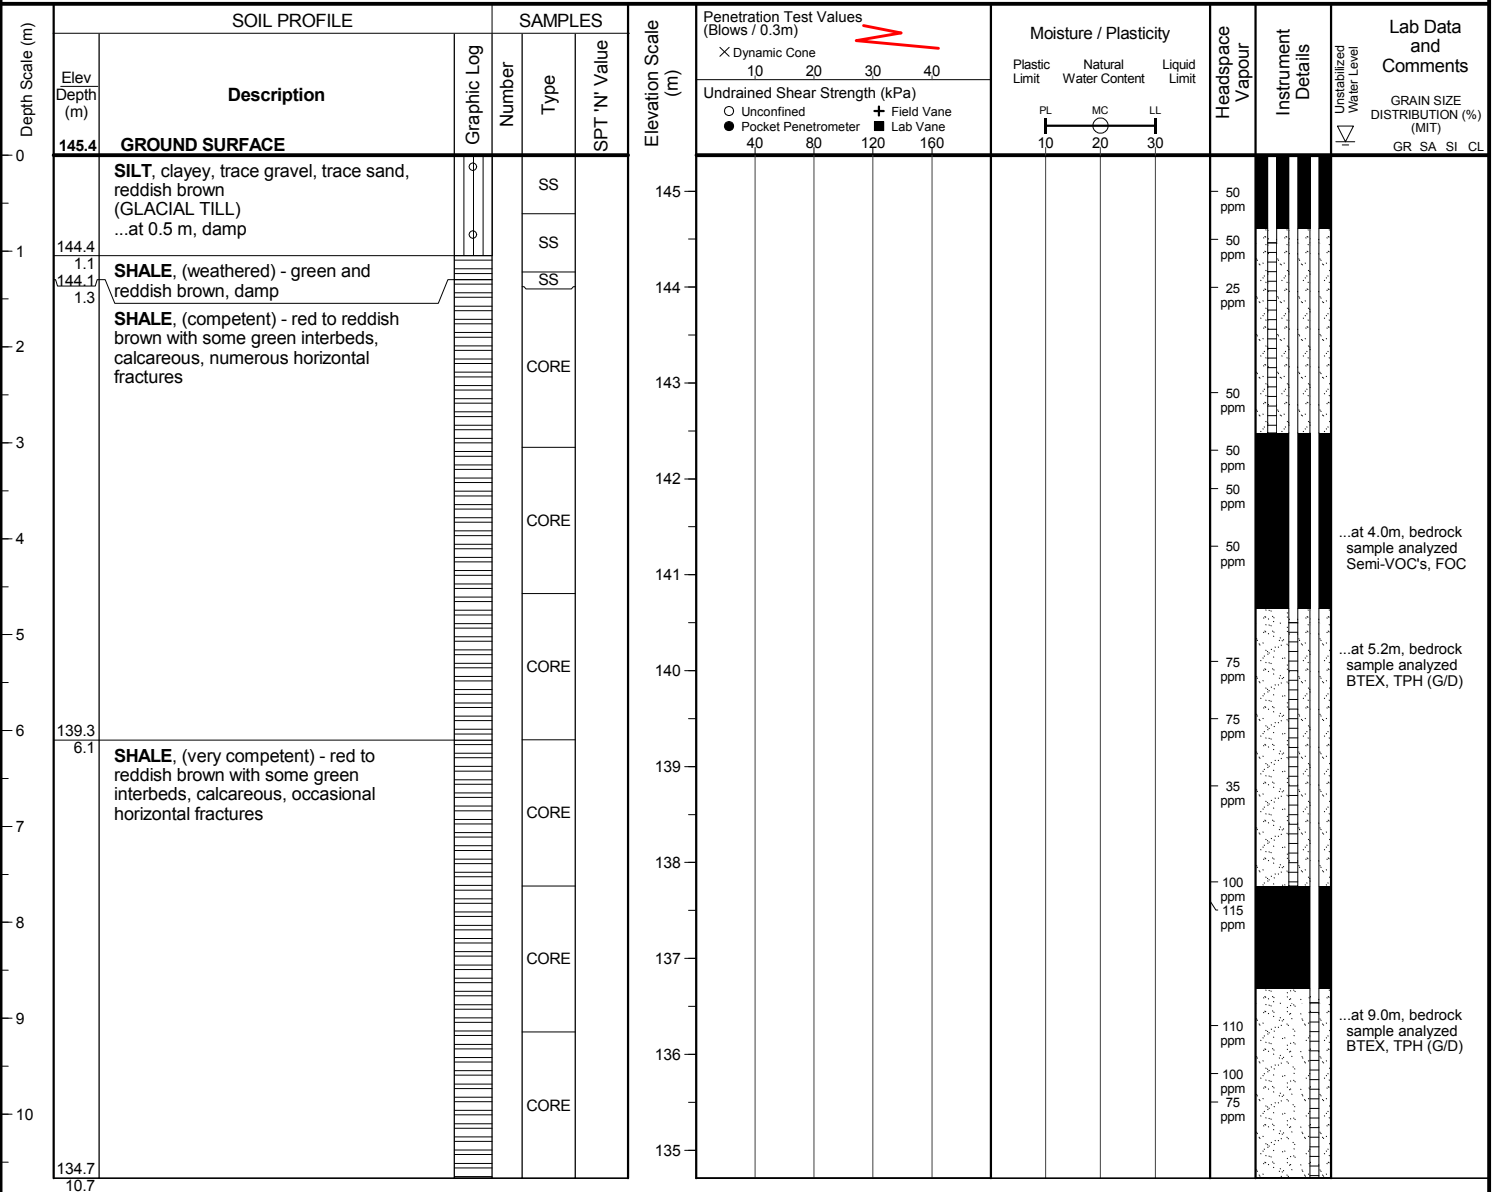 SOIL PROFILE
SAMPLES
Depth Scale (m)
Elev
Depth
(m)
Description
Graphic Log
Number
Type
SPT 'N' Value
Elevation Scale
(m)
Penetration Test Values
(Blows / 0.3m)
× Dynamic Cone
10 20 30 40
Undrained Shear Strength (kPa)
Unconfined
Field Vane
Pocket Penetrometer
Lab Vane
40 80 120 160
Moisture / Plasticity
Plastic
Limit
Natural
Water Content
Liquid
Limit
PL MC LL
10 20 30
Headspace
Vapour
Instrument
Details
Unstabilized
Water Level
Lab Data
and
Comments
GRAIN SIZE
DISTRIBUTION (%)
(MIT)
GR SA SI CL
145.4 GROUND SURFACE
0
1
2
3
4
5
6
7
8
9
10
SILT, clayey, trace gravel, trace sand,
reddish brown
(GLACIAL TILL)
...at 0.5 m, damp
144.4
1.1
SHALE, (weathered) - green and
reddish brown, damp
144.1
1.3
SHALE, (competent) - red to reddish
brown with some green interbeds,
calcareous, numerous horizontal
fractures
139.3
6.1
SHALE, (very competent) - red to
reddish brown with some green
interbeds, calcareous, occasional
horizontal fractures
134.7
10.7
SS
SS
SS
CORE
CORE
CORE
CORE
CORE
CORE
145
144
143
142
141
140
139
138
137
136
135
50
ppm
50
ppm
25
ppm
50
ppm
50
ppm
50
ppm
50
ppm
75
ppm
75
ppm
35
ppm
100
ppm
115
ppm
110
ppm
100
ppm
75
ppm
...at 4.0m, bedrock
sample analyzed
Semi-VOC's, FOC
...at 5.2m, bedrock
sample analyzed
BTEX, TPH (G/D)
...at 9.0m, bedrock
sample analyzed
BTEX, TPH (G/D)